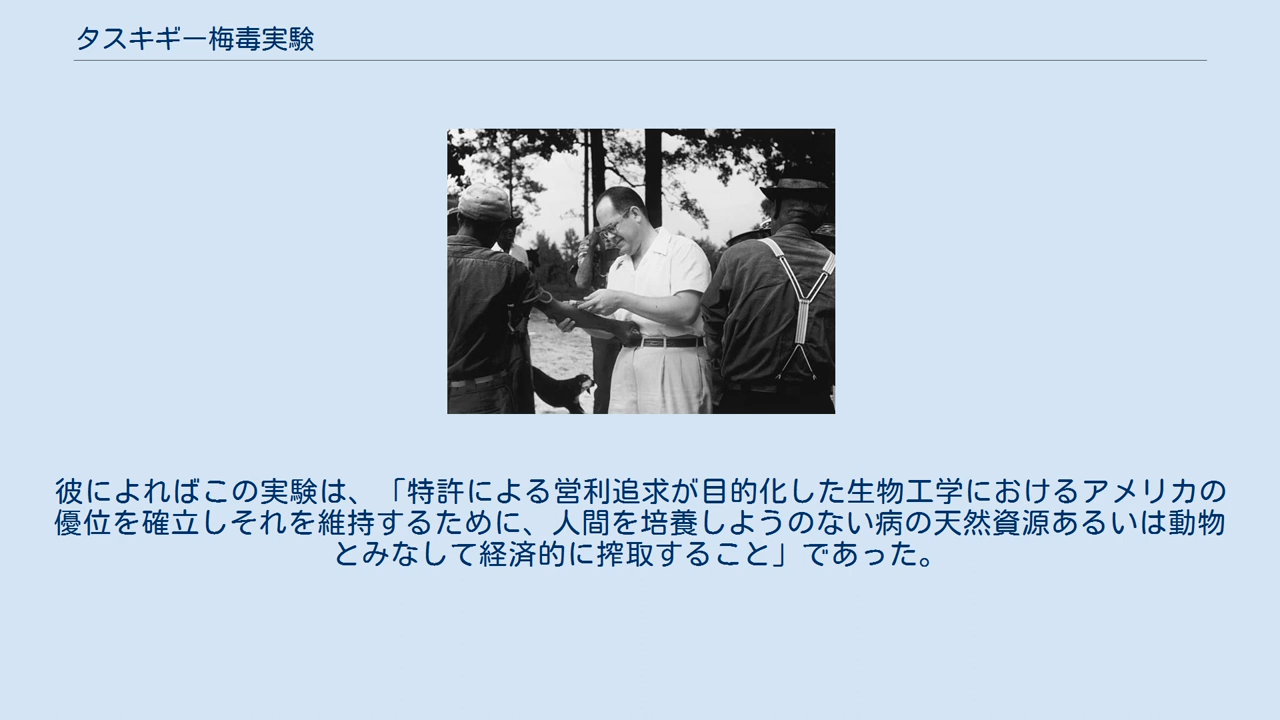 タスキギー梅毒実験
彼によればこの実験は、「特許による営利追求が目的化した生物工学におけるアメリカの
優位を確立しそれを維持するために、人間を培養しようのない病の天然資源あるいは動物
とみなして経済的に搾取すること」であった。